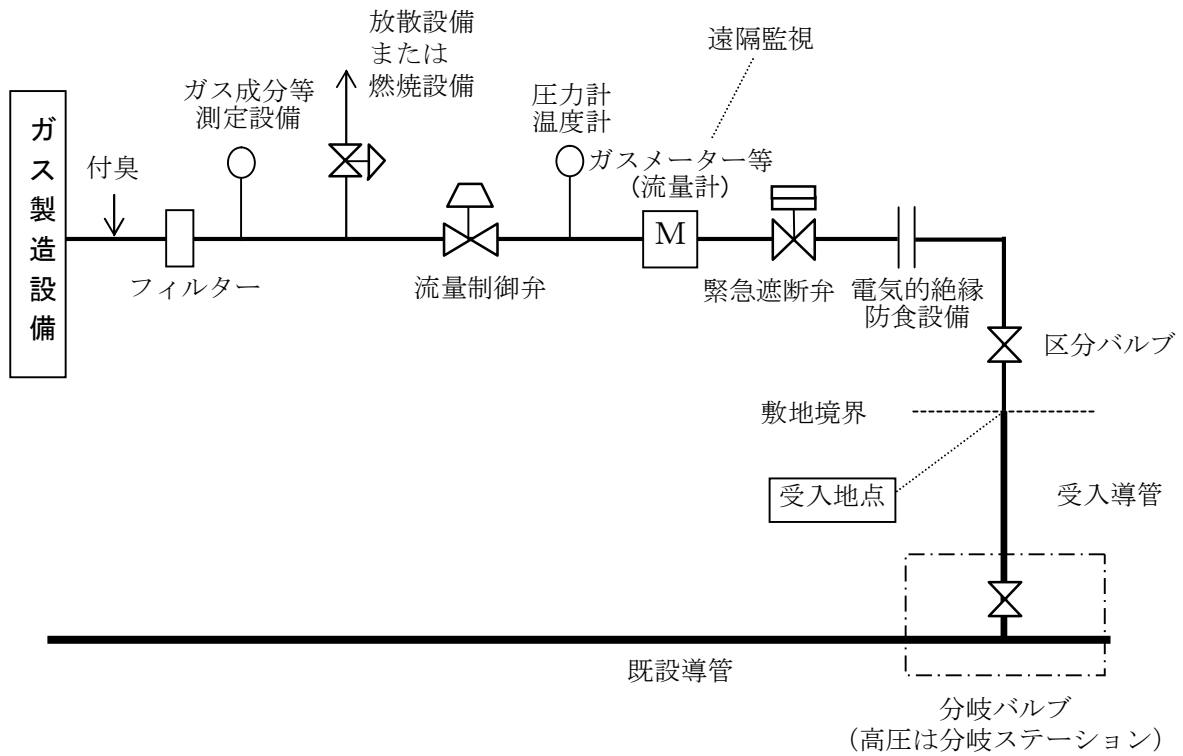 ガス製造設備
付臭
フィルター
ガス成分等
測定設備
放散設備
または
燃焼設備
流量制御弁
圧力計
温度計
遠隔監視
ガスメーター等
(流量計)
M
緊急遮断弁
電気的絶縁
防食設備
区分バルブ
敷地境界
受入地点
受入導管
既設導管
分岐バルブ
（高圧は分岐ステーション）